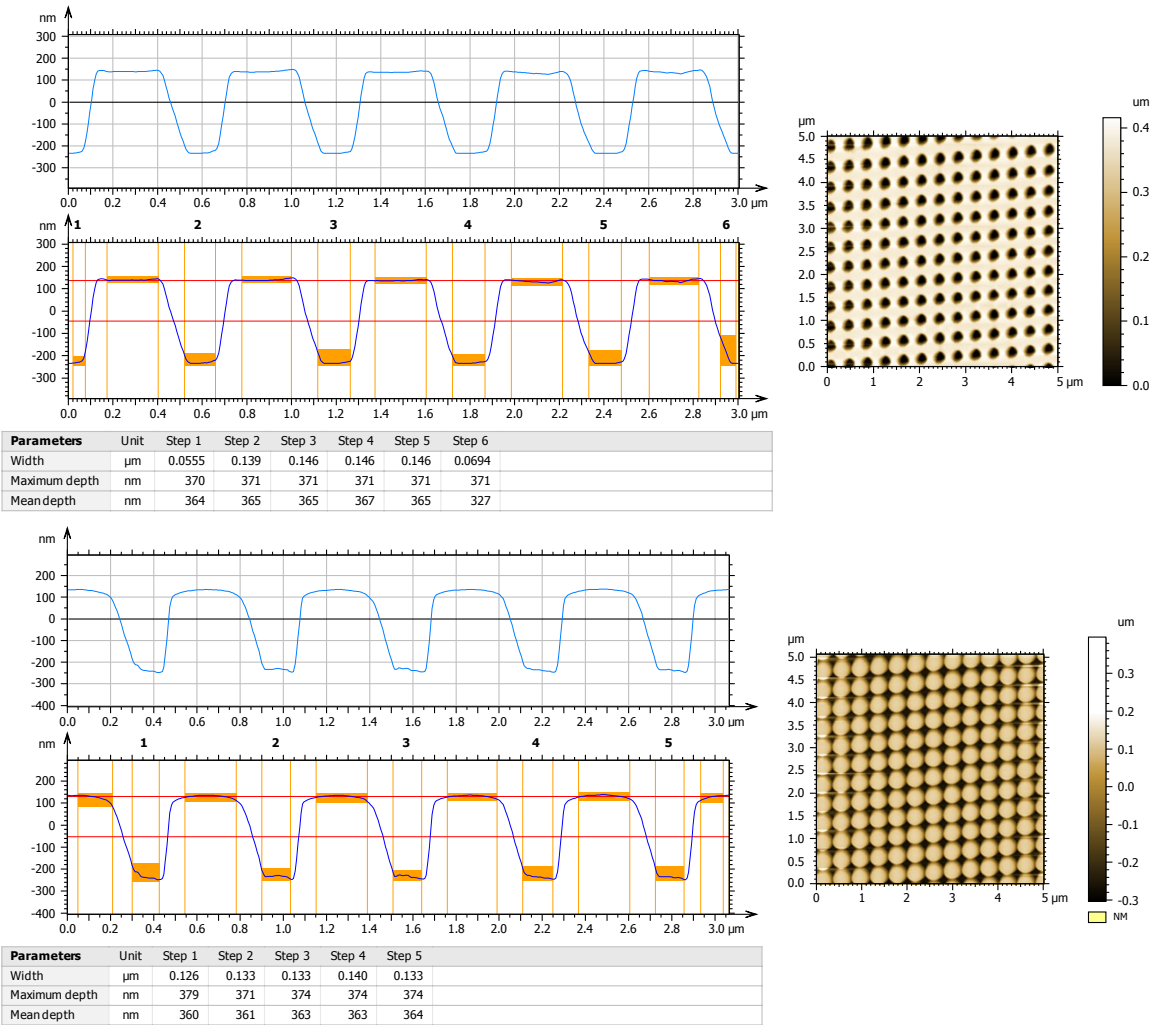 nm
300
200
100
0
-100
-200
-300
0.0 0.2 0.4 0.6 0.8 1.0 1.2 1.4 1.6 1.8 2.0 2.2 2.4 2.6 2.8 3.0 µm
nm 1 2 3 4 5 6
300
200
100
0
-100
-200
-300
0.0 0.2 0.4 0.6 0.8 1.0 1.2 1.4 1.6 1.8 2.0 2.2 2.4 2.6 2.8 3.0 µm
µm
5.0
4.5
4.0
3.5
3.0
2.5
2.0
1.5
1.0
0.5
0.0
0 1 2 3 4 5 µm
um
0.4
0.3
0.2
0.1
0.0
Parameters Unit Step 1 Step 2 Step 3 Step 4 Step 5 Step 6
Width µm 0.0555 0.139 0.146 0.146 0.146 0.0694
Maximum depth nm 370 371 371 371 371 371
Mean depth nm 364 365 365 367 365 327
nm
200
100
0
-100
-200
-300
-400
0.0 0.2 0.4 0.6 0.8 1.0 1.2 1.4 1.6 1.8 2.0 2.2 2.4 2.6 2.8 3.0 µm
nm 1 2 3 4 5
200
100
0
-100
-200
-300
-400
0.0 0.2 0.4 0.6 0.8 1.0 1.2 1.4 1.6 1.8 2.0 2.2 2.4 2.6 2.8 3.0 µm
µm
5.0
4.5
4.0
3.5
3.0
2.5
2.0
1.5
1.0
0.5
0.0
0 1 2 3 4 5 µm
um
0.3
0.2
0.1
0.0
-0.1
-0.2
-0.3
NM
Parameters Unit Step 1 Step 2 Step 3 Step 4 Step 5
Width µm 0.126 0.133 0.133 0.140 0.133
Maximum depth nm 379 371 374 374 374
Mean depth nm 360 361 363 363 364